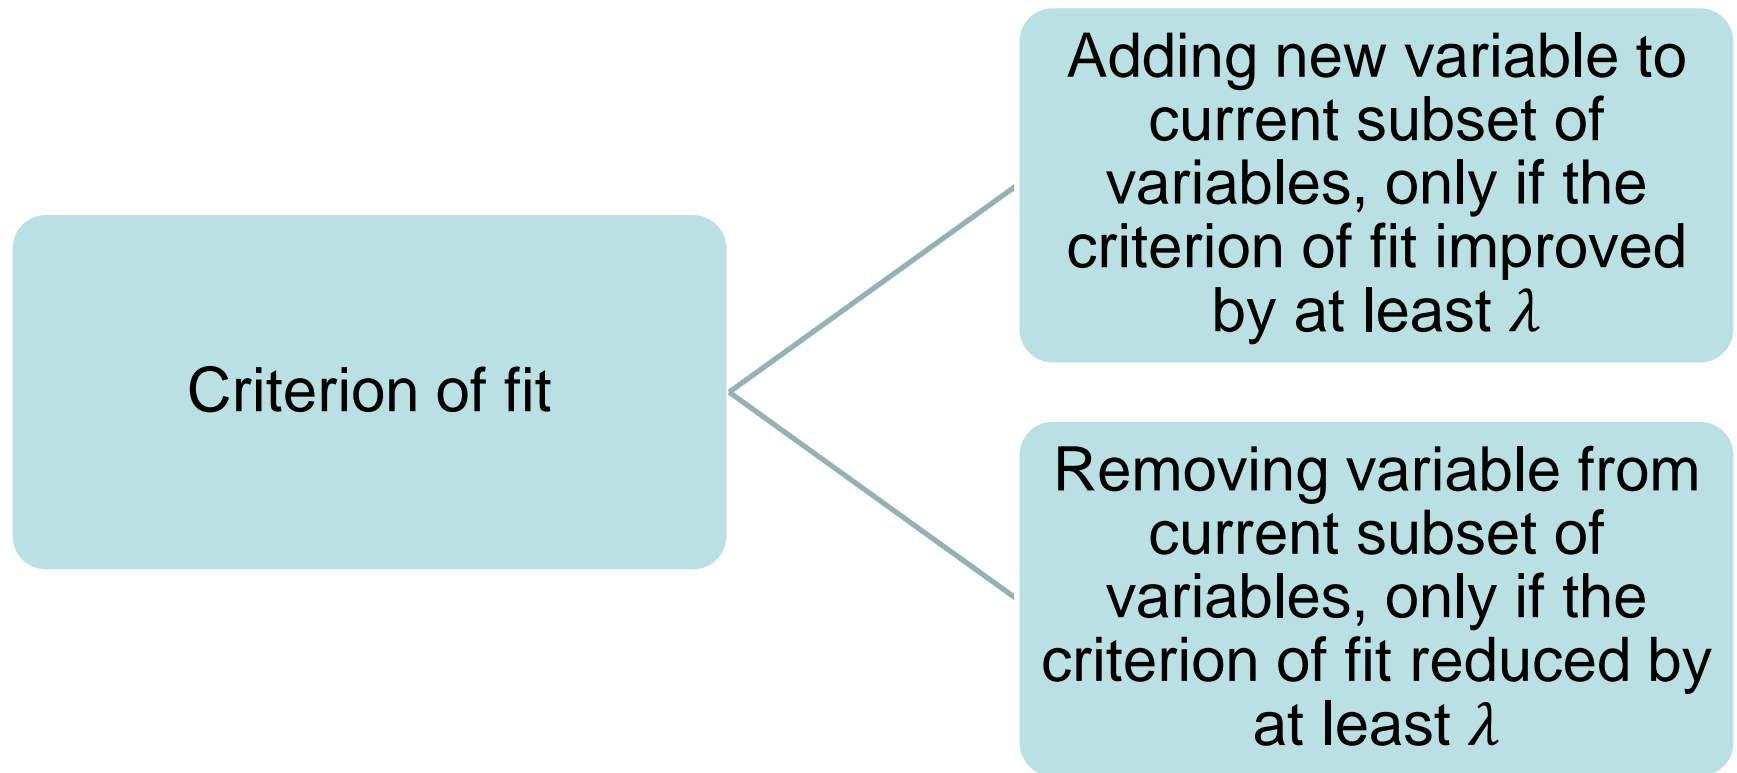 Criterion of fit
Adding new variable to
current subset of
variables, only if the
criterion of fit improved
by at least λ
Removing variable from
current subset of
variables, only if the
criterion of fit reduced by
at least λ